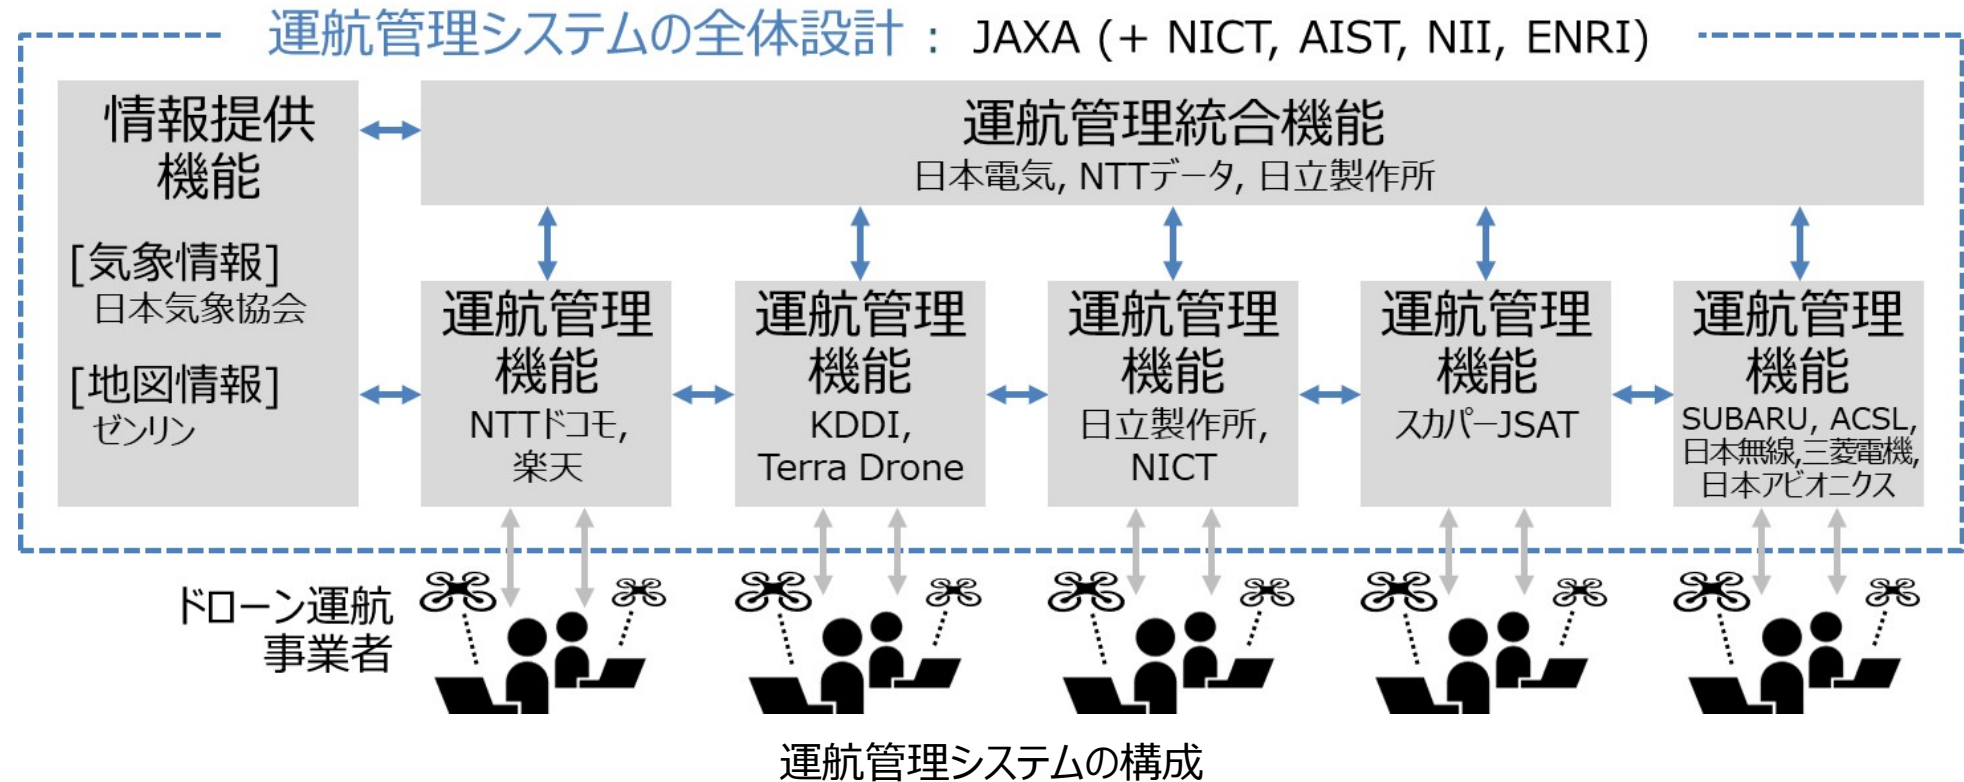 運航管理システムの全体設計 : JAXA (+ NICT, AIST, NII, ENRI)
情報提供
機能
[気象情報]
日本気象協会
[地図情報]
ゼンリン
運航管理統合機能
日本電気, NTTデータ, 日立製作所
運航管理
機能
NTTドコモ,
楽天
運航管理
機能
KDDI,
Terra Drone
運航管理
機能
日立製作所,
NICT
運航管理
機能
スカパーJSAT
運航管理
機能
SUBARU, ACSL,
日本無線,三菱電機,
日本アビオニクス
ドローン運航
事業者
運航管理システムの構成